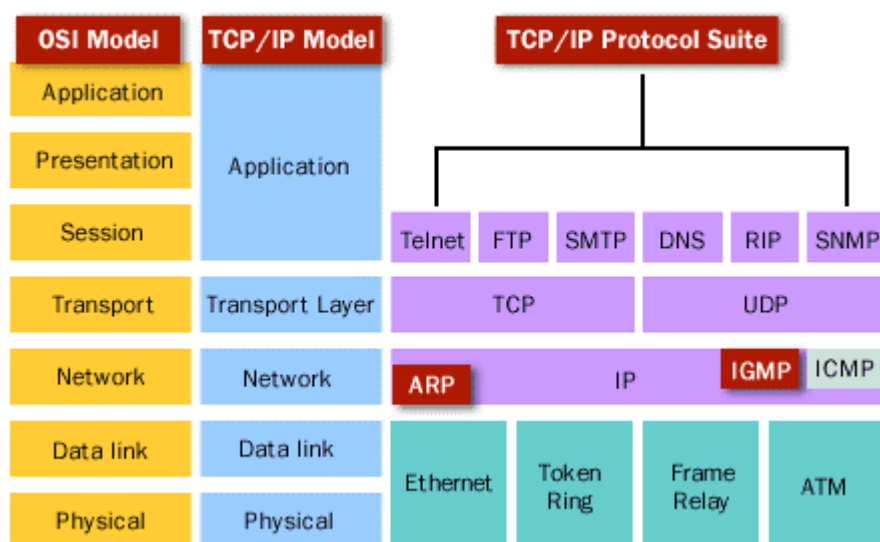 OSI Model
TCP/IP Model
TCP/IP Protocol Suite
Application
Presentation
Application
Session
Telnet
FTP
SMTP
DNS
RIP
SNMP
Transport
Transport Layer
TCP
UDP
Network
Network
ARP
IP
IGMP
ICMP
Data link
Data link
Ethernet
Token
Ring
Frame
Relay
ATM
Physical
Physical